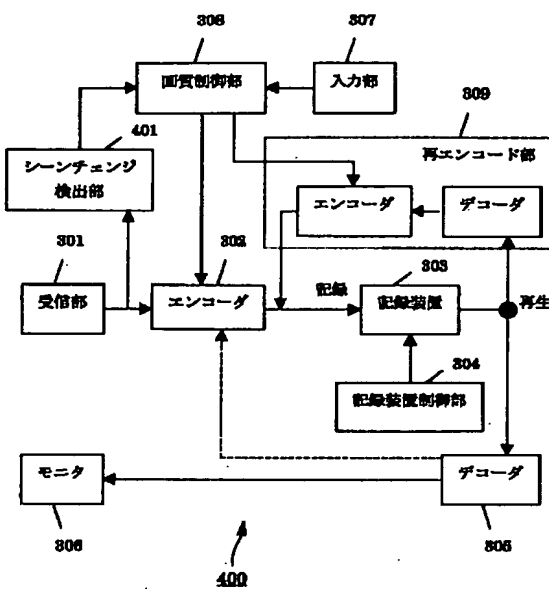 308
307
画質制御部
入力部
309
401
再エンコード部
シーンチェンジ
検出部
エンコーダ
デコーダ
301
302
303
受信部
エンコーダ
記録
記録装置
再生
304
記録装置制御部
モニタ
デコーダ
306
305
400